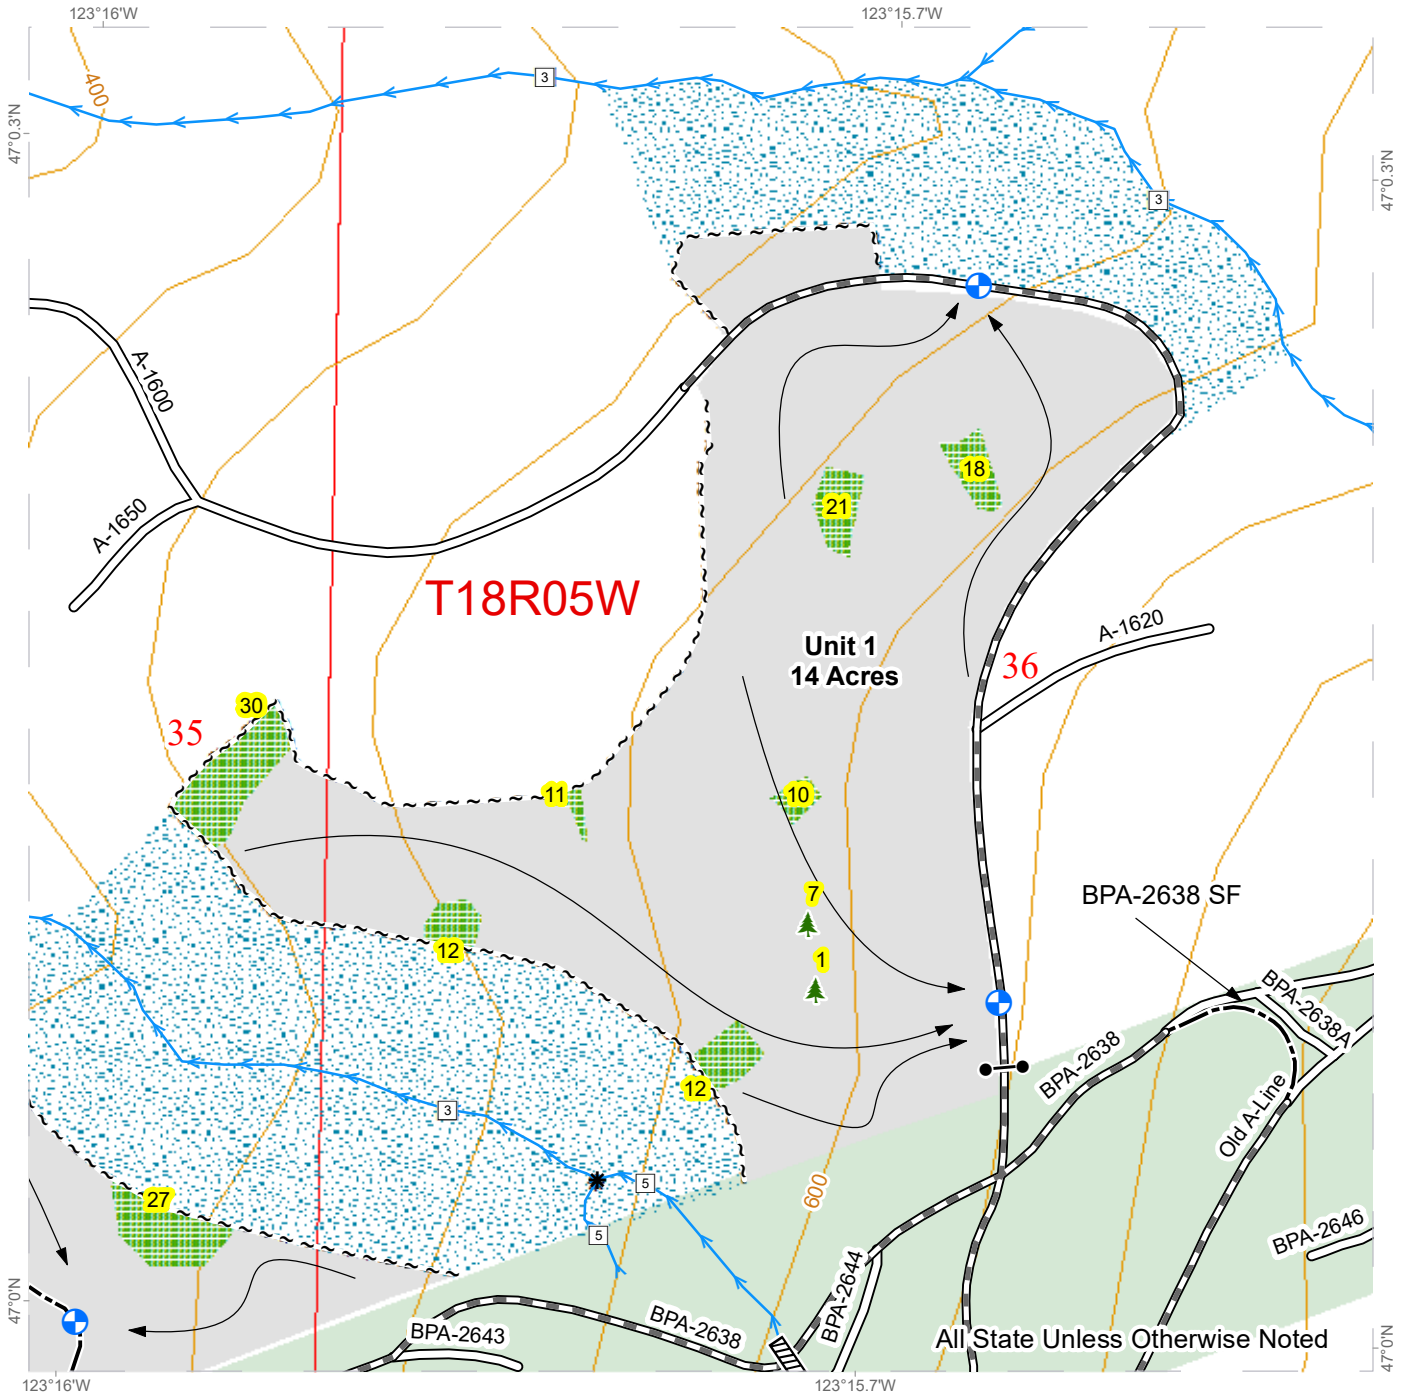 123°16'W
123°15.7'W
400
3
47°0.3'N
47°0.3'N
3
A-1600
18
21
A-1650
T18R05W
A-1620
Unit 1
14 Acres
36
30
35
11
10
7
BPA-2638 SF
12
1
BPA-2638A
BPA-2638
12
3
Old A-Line
5
600
27
5
BPA-2646
47°0'N
BPA-2644
BPA-2638
BPA-2643
All State Unless Otherwise Noted
47°0'N
123°16'W
123°15.7'W